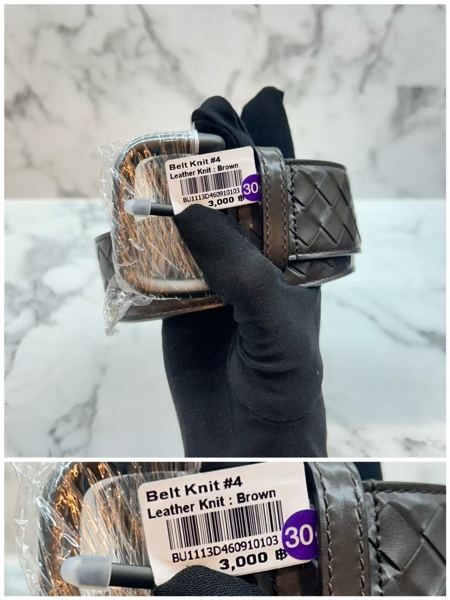 Belt Knit #4
Leather Knit : Brown
BU1113D460910103
3,000 ฿
30
Belt Knit #4
Leather Knit : Brown
BU1113D460910103
3,000 ฿
30